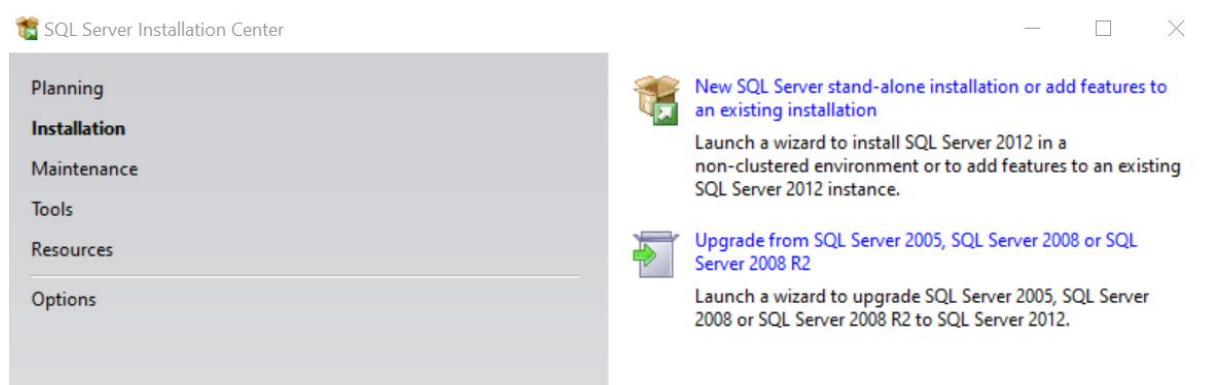 SQL Server Installation Center
Planning
Installation
Maintenance
Tools
Resources
Options
New SQL Server stand-alone installation or add features to
an existing installation
Launch a wizard to install SQL Server 2012 in a
non-clustered environment or to add features to an existing
SQL Server 2012 instance.
Upgrade from SQL Server 2005, SQL Server 2008 or SQL
Server 2008 R2
Launch a wizard to upgrade SQL Server 2005, SQL Server
2008 or SQL Server 2008 R2 to SQL Server 2012.